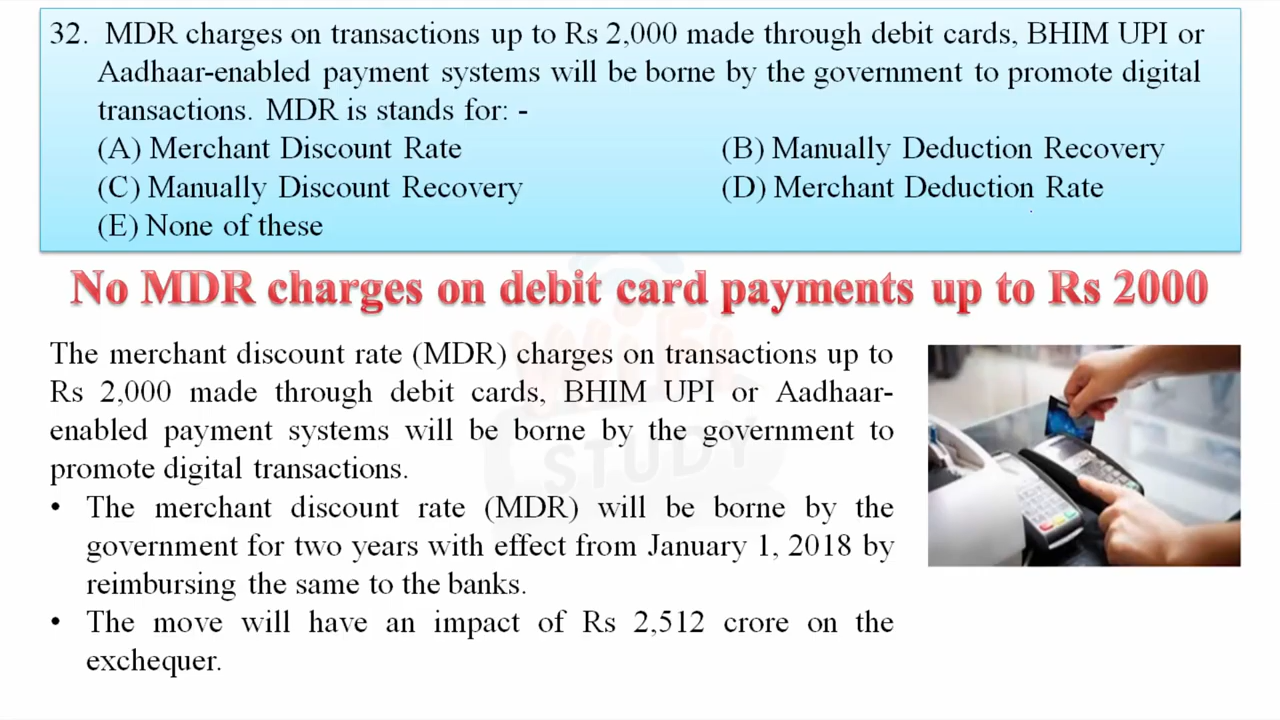 32. MDR charges on transactions up to Rs 2,000 made through debit cards, BHIM UPI or
Aadhaar-enabled payment systems will be borne by the government to promote digital
transactions. MDR is stands for: -
(A) Merchant Discount Rate (B) Manually Deduction Recovery
(C) Manually Discount Recovery (D) Merchant Deduction Rate
(E) None of these
No MDR charges on debit card payments up to Rs 2000
The merchant discount rate (MDR) charges on transactions up to
Rs 2,000 made through debit cards, BHIM UPI or Aadhaar-
enabled payment systems will be borne by the government to
promote digital transactions.
• The merchant discount rate (MDR) will be borne by the
government for two years with effect from January 1, 2018 by
reimbursing the same to the banks.
• The move will have an impact of Rs 2,512 crore on the
exchequer.
WiFi
STUDY